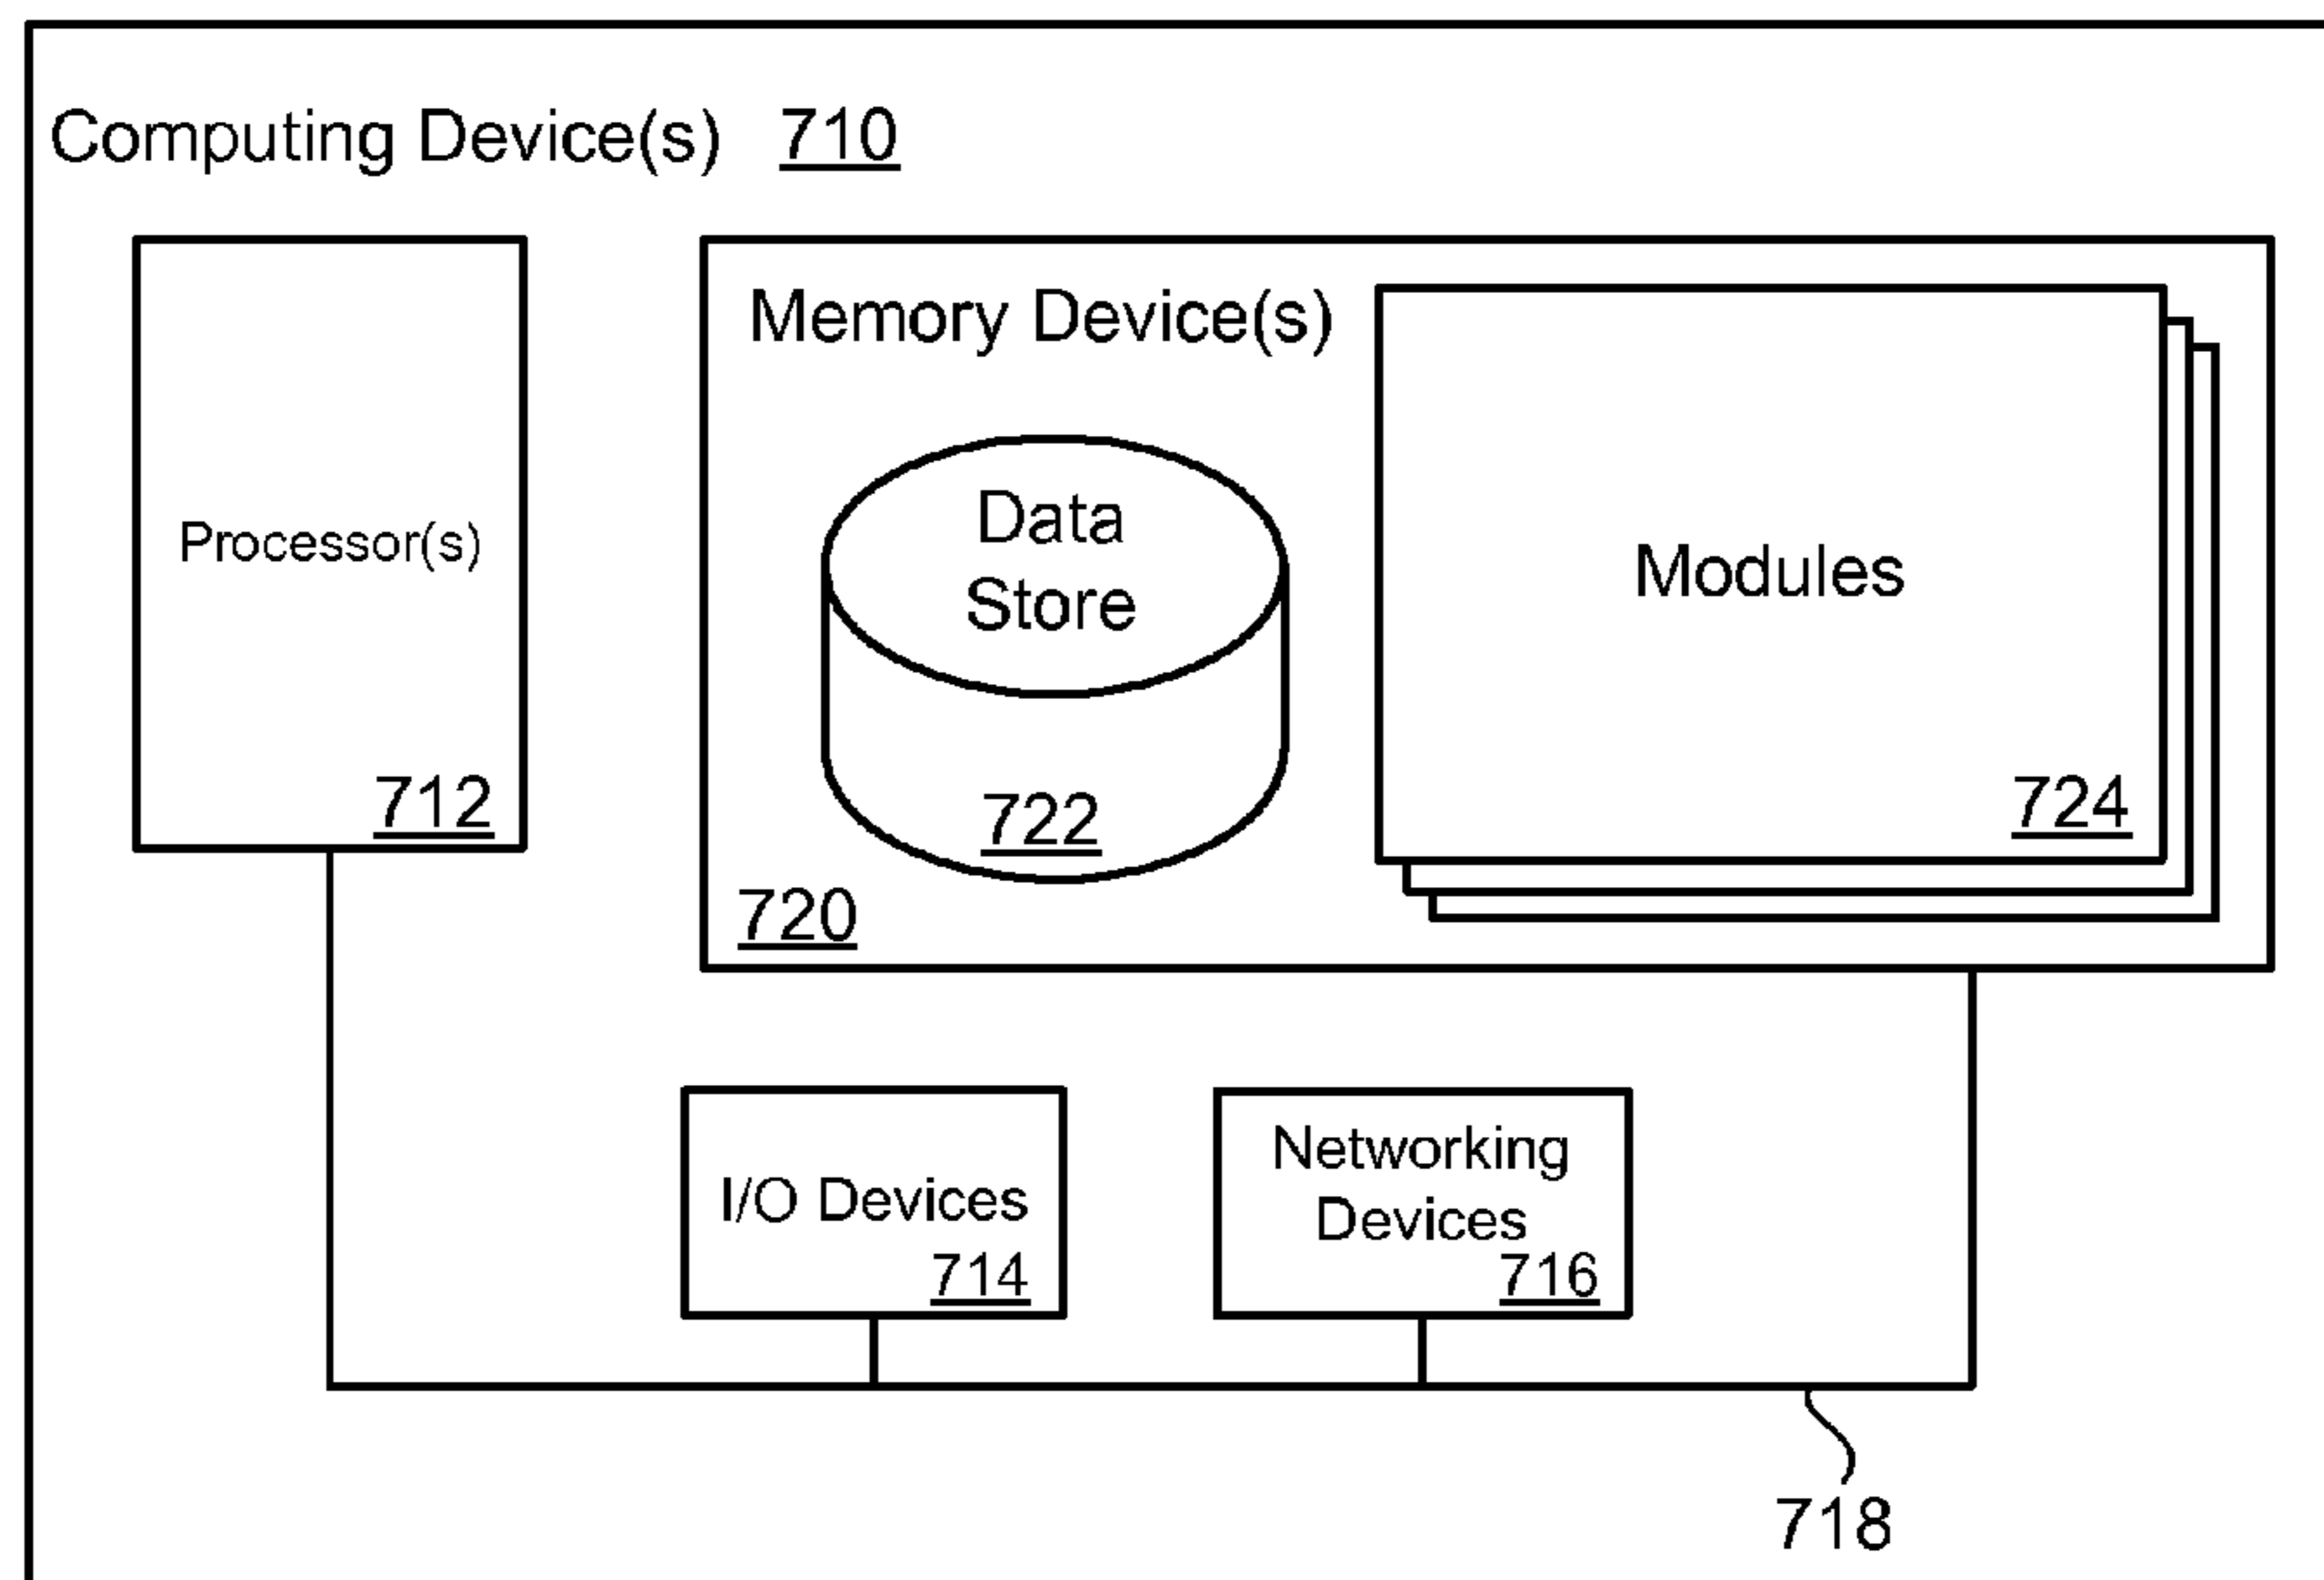 Computing Device(s) 710
Processor(s)
712
Memory Device(s)
Data
Store
722
720
Modules
724
I/O Devices
714
Networking
Devices
716
718